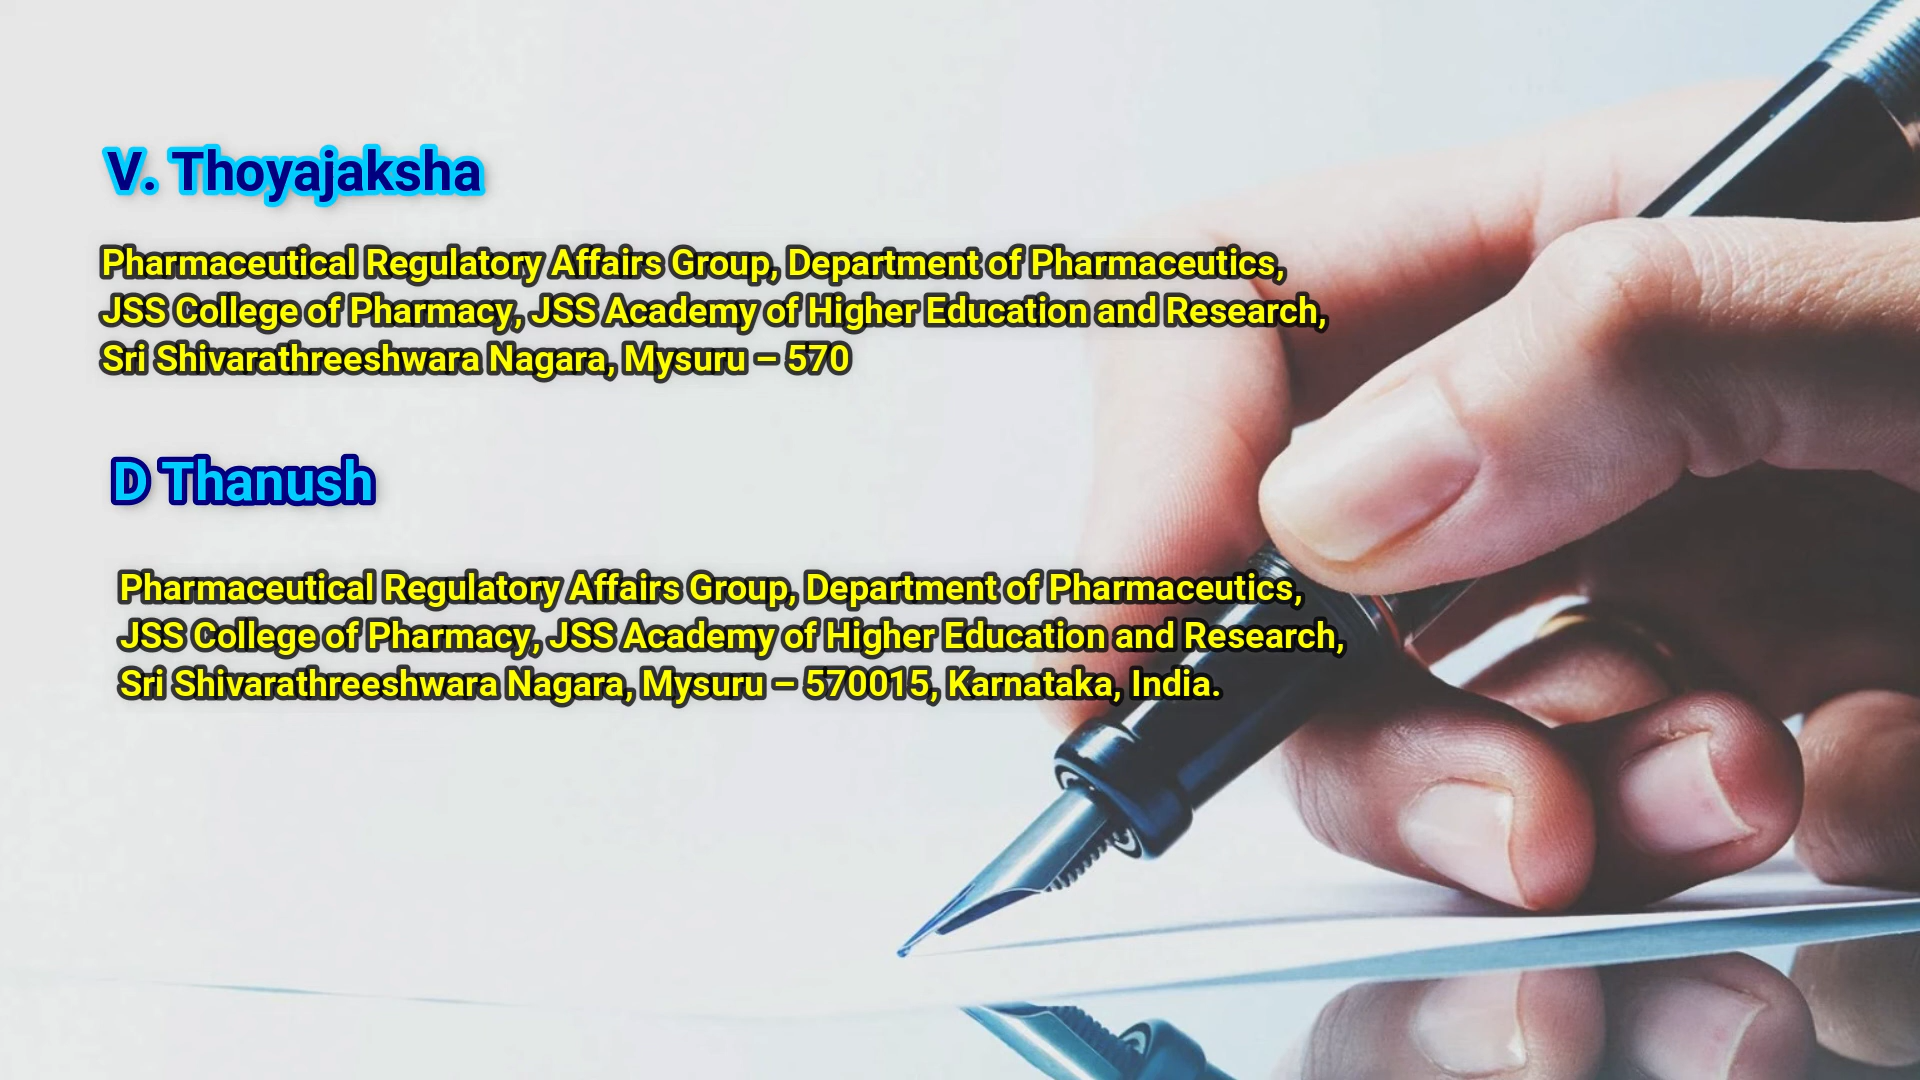 V. Thoyajaksha
Pharmaceutical Regulatory Affairs Group, Department of Pharmaceutics,
JSS College of Pharmacy, JSS Academy of Higher Education and Research,
Sri Shivarathreeshwara Nagara, Mysuru – 570
D Thanush
Pharmaceutical Regulatory Affairs Group, Department of Pharmaceutics,
JSS College of Pharmacy, JSS Academy of Higher Education and Research,
Sri Shivarathreeshwara Nagara, Mysuru – 570015, Karnataka, India.